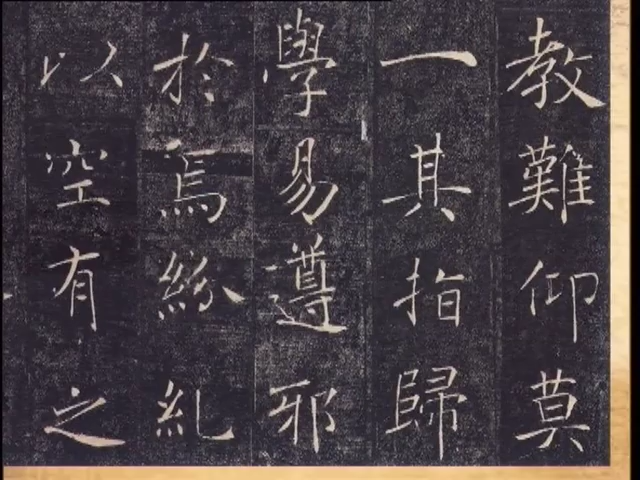 教難仰莫
一其指歸
學易遵邪
於焉紛糺
以空有之